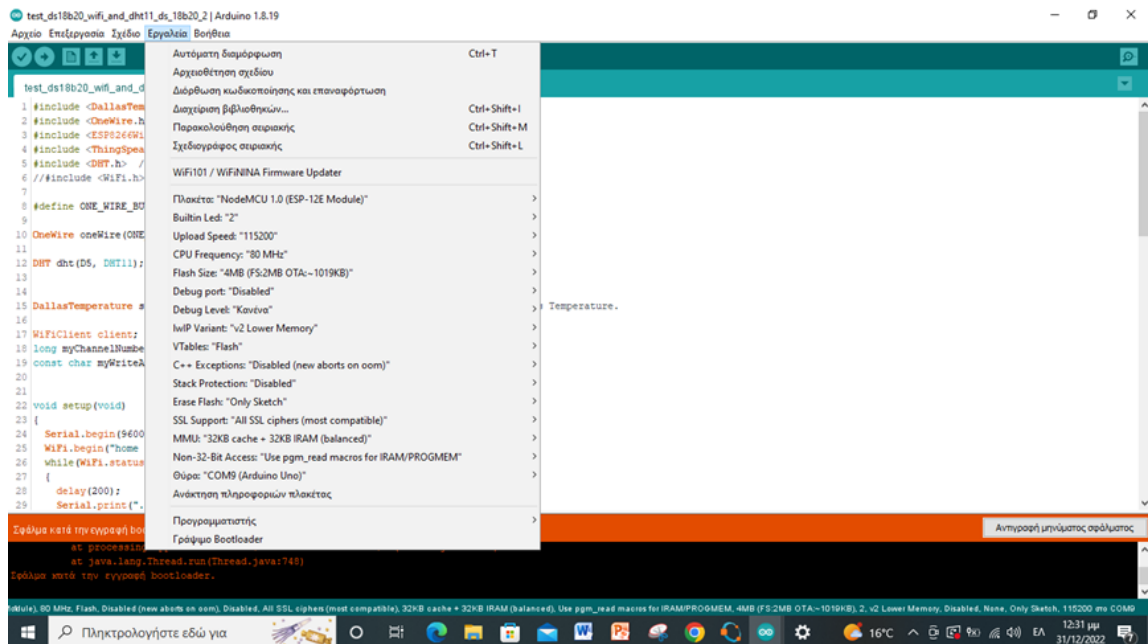 test_ds18b20_wifi_and_dht11_ds_18b20_2 | Arduino 1.8.19
Αρχείο Επεξεργασία Σχέδιο Εργαλεία Βοήθεια
Αυτόματη διαμόρφωση Ctrl+T
Αρχειοθέτηση σχεδίου
Διόρθωση κωδικοποίησης και επαναφόρτωση
Διαχείριση βιβλιοθηκών... Ctrl+Shift+I
Παρακολούθηση σειριακής Ctrl+Shift+M
Σχεδιογράφος σειριακής Ctrl+Shift+L
WiFi101 / WiFiNINA Firmware Updater
Πλακέτα: "NodeMCU 1.0 (ESP-12E Module)"
Builtin Led: "2"
Upload Speed: "115200"
CPU Frequency: "80 MHz"
Flash Size: "4MB (FS:2MB OTA:~1019KB)"
Debug port: "Disabled"
Debug Level: "Κανένα"
lwIP Variant: "v2 Lower Memory"
VTables: "Flash"
C++ Exceptions: "Disabled (new aborts on oom)"
Stack Protection: "Disabled"
Erase Flash: "Only Sketch"
SSL Support: "All SSL ciphers (most compatible)"
MMU: "32KB cache + 32KB IRAM (balanced)"
Non-32-Bit Access: "Use pgm_read macros for IRAM/PROGMEM"
Θύρα: "COM9 (Arduino Uno)"
Ανάκτηση πληροφοριών πλακέτας
Προγραμματιστής
Γράψιμο Bootloader
test_ds18b20_wifi_and_d
1 #include <DallasTem
2 #include <OneWire.h
3 #include <ESP8266Wi
4 #include <ThingSpea
5 #include <DHT.h> /
6 //#include <WiFi.h>
7
8 #define ONE_WIRE_BU
9
10 OneWire oneWire(ONE
11
12 DHT dht(D5, DHT11);
13
14
15 DallasTemperature s Temperature.
16
17 WiFiClient client;
18 long myChannelNumbe
19 const char myWriteA
20
21
22 void setup(void)
23 {
24 Serial.begin(9600
25 WiFi.begin("home
26 while(WiFi.status
27 {
28 delay(200);
29 Serial.print(".
Σφάλμα κατά την εγγραφή bo Αντιγραφή μηνύματος σφάλματος
at processing
at java.lang.Thread.run(Thread.java:748)
Σφάλμα κατά την εγγραφή bootloader.
Module), 80 MHz, Flash, Disabled (new aborts on oom), Disabled, All SSL ciphers (most compatible), 32KB cache + 32KB IRAM (balanced), Use pgm_read macros for IRAM/PROGMEM, 4MB (FS:2MB OTA:~1019KB), 2, v2 Lower Memory, Disabled, None, Only Sketch, 115200 στο COM9
Πληκτρολογήστε εδώ για 16°C ΕΛ 12:31 μμ
31/12/2022